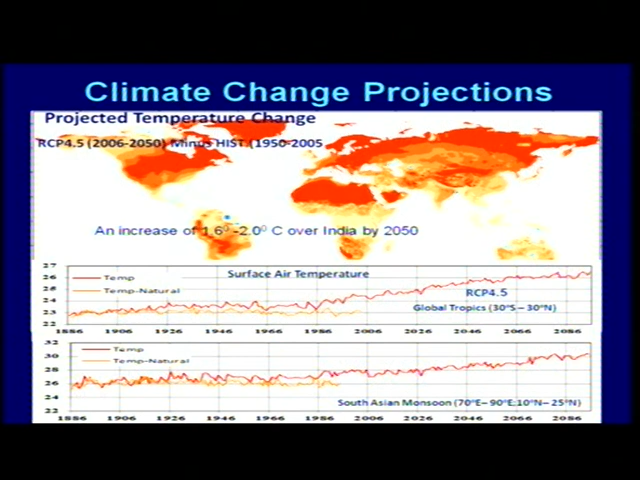 Climate Change Projections
Projected Temperature Change
RCP4.5 (2006-2050) Minus HIST (1950-2005
An increase of 1.6⁰ -2.0⁰ C over India by 2050
27
26
25
24
23
22
Temp
Temp-Natural
Surface Air Temperature
RCP4.5
Global Tropics (30°S – 30°N)
1886 1906 1926 1946 1966 1986 2006 2026 2046 2066 2086
32
30
28
26
24
22
Temp
Temp-Natural
South Asian Monsoon (70°E– 90°E;10°N– 25°N)
1886 1906 1926 1946 1966 1986 2006 2026 2046 2066 2086